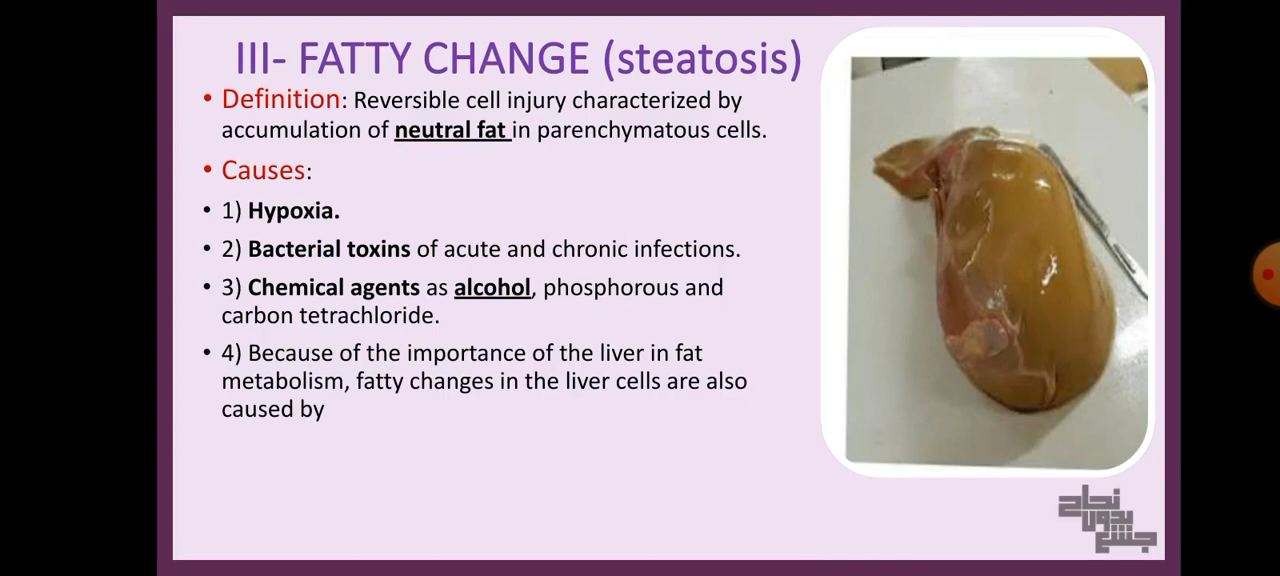 III- FATTY CHANGE (steatosis)
• Definition: Reversible cell injury characterized by
accumulation of neutral fat in parenchymatous cells.
• Causes:
• 1) Hypoxia.
• 2) Bacterial toxins of acute and chronic infections.
• 3) Chemical agents as alcohol, phosphorous and
carbon tetrachloride.
• 4) Because of the importance of the liver in fat
metabolism, fatty changes in the liver cells are also
caused by
نجاح
بدون
جشع